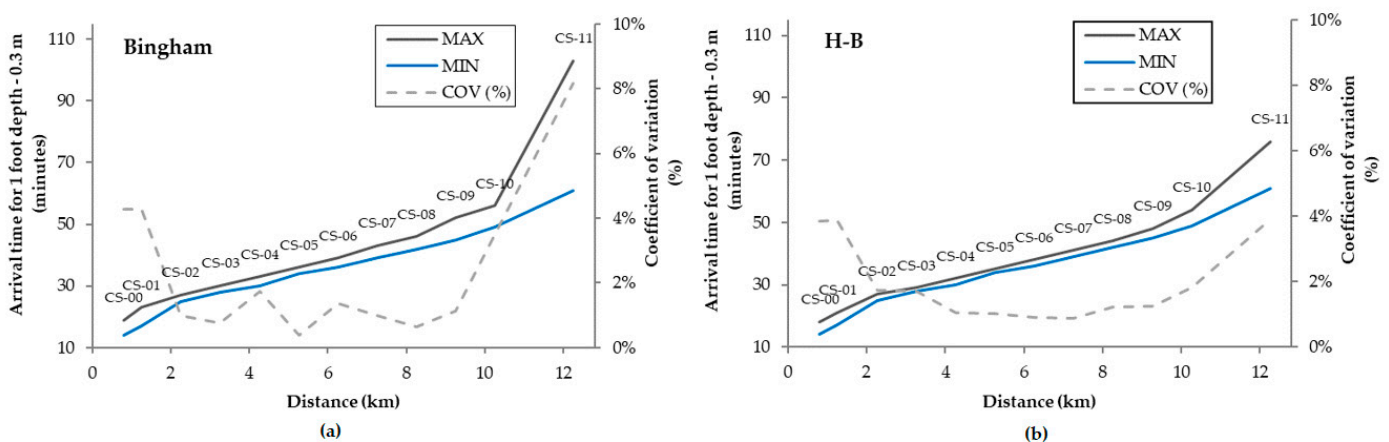 Bingham
MAX
MIN
COV (%)
Arrival time for 1 foot depth - 0.3 m
(minutes)
110
90
70
50
30
10
10%
8%
6%
4%
2%
0%
Coefficient of variation
(%)
CS-00
CS-01
CS-02
CS-03
CS-04
CS-05
CS-06
CS-07
CS-08
CS-09
CS-10
CS-11
0
2
4
6
8
10
12
Distance (km)
(a)
H-B
MAX
MIN
COV (%)
Arrival time for 1 foot depth - 0.3 m
(minutes)
110
90
70
50
30
10
10%
8%
6%
4%
2%
0%
Coefficient of variation
(%)
CS-00
CS-01
CS-02
CS-03
CS-04
CS-05
CS-06
CS-07
CS-08
CS-09
CS-10
CS-11
0
2
4
6
8
10
12
Distance (km)
(b)